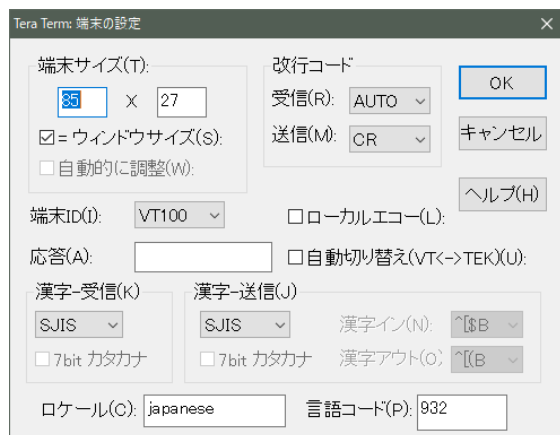 Tera Term: 端末の設定
端末サイズ(T):
85 X 27
= ウィンドウサイズ(S):
自動的に調整(W):
改行コード
受信(R): AUTO
送信(M): CR
OK
キャンセル
ヘルプ(H)
端末ID(I): VT100
ローカルエコー(L):
応答(A):
自動切り替え(VT<->TEK)(U):
漢字-受信(K)
SJIS
7bit カタカナ
漢字-送信(J)
SJIS
7bit カタカナ
漢字イン(N): ^[$B
漢字アウト(O) ^[(B
ロケール(C): japanese
言語コード(P): 932